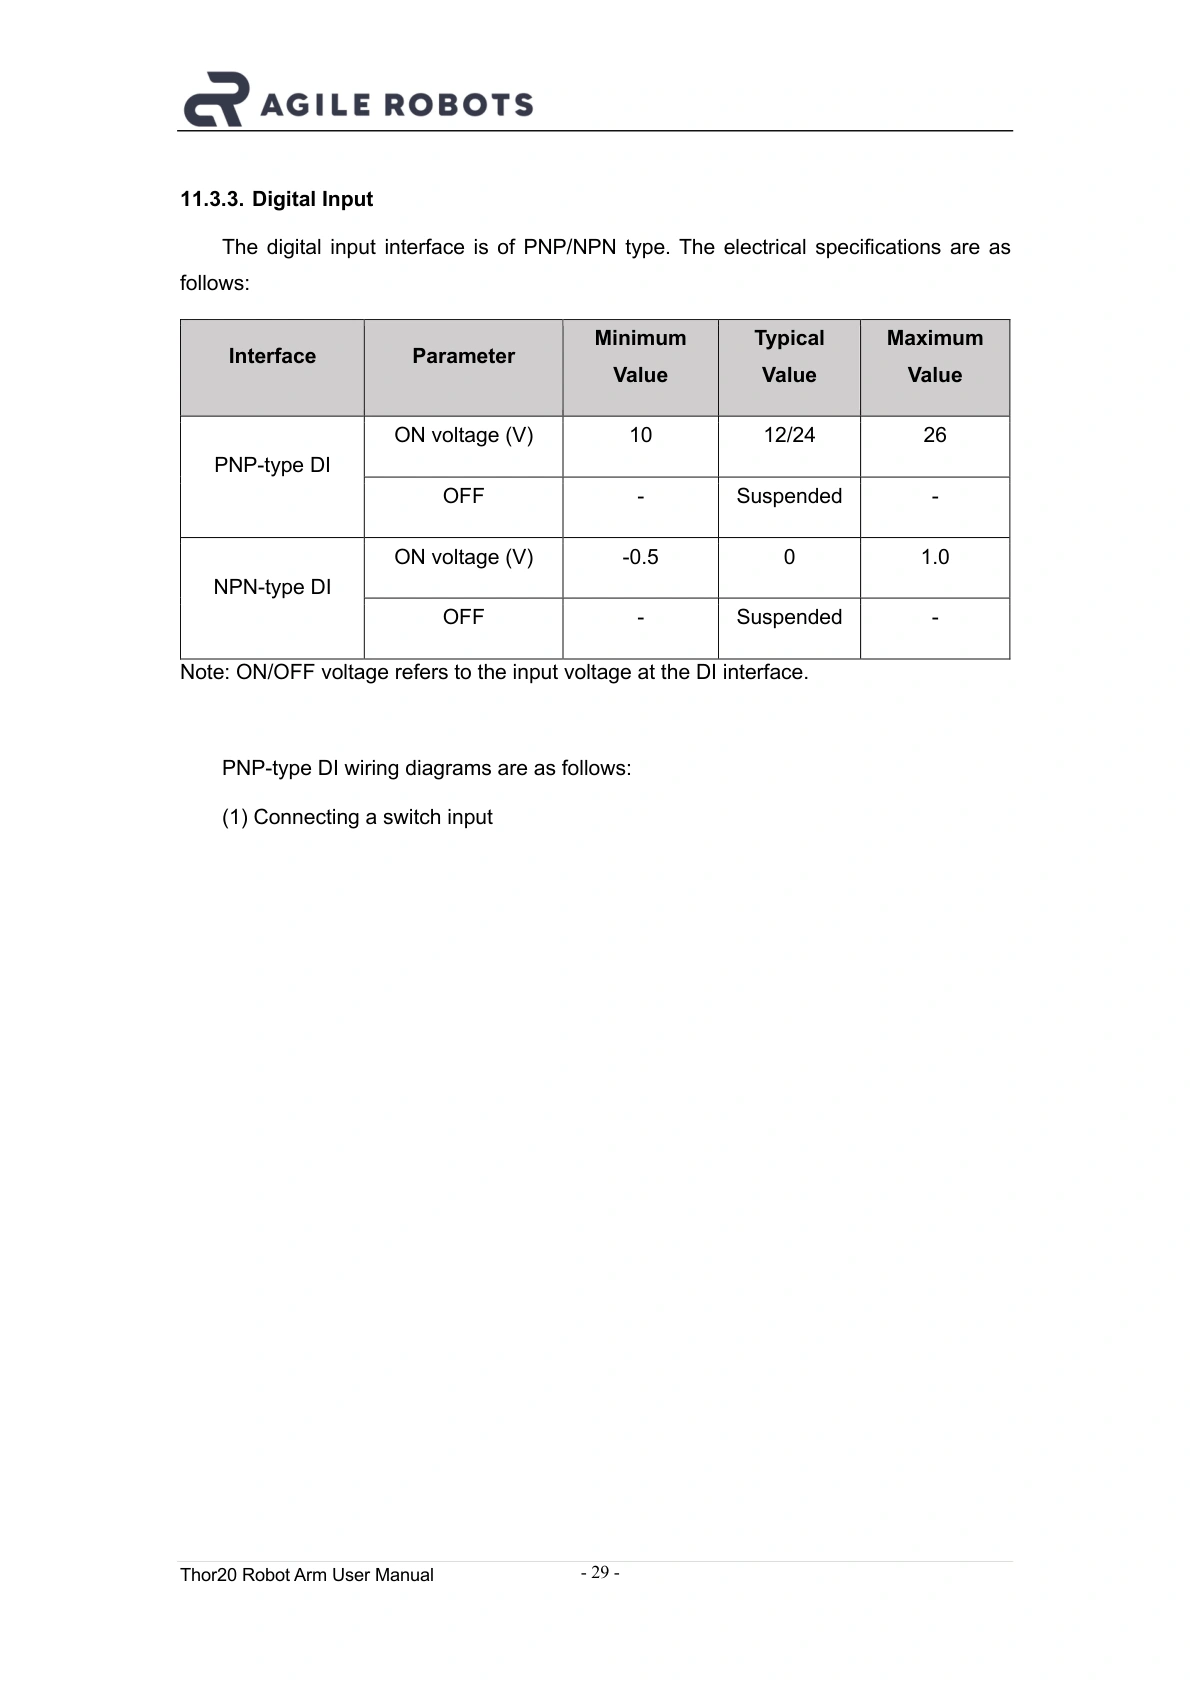 AGILE ROBOTS
11.3.3. Digital Input
The digital input interface is of PNP/NPN type. The electrical specifications are as
follows:
Interface Parameter Minimum Value Typical Value Maximum Value
PNP-type DI ON voltage (V) 10 12/24 26
OFF - Suspended -
NPN-type DI ON voltage (V) -0.5 0 1.0
OFF - Suspended -
Note: ON/OFF voltage refers to the input voltage at the DI interface.
PNP-type DI wiring diagrams are as follows:
(1) Connecting a switch input
Thor20 Robot Arm User Manual - 29 -